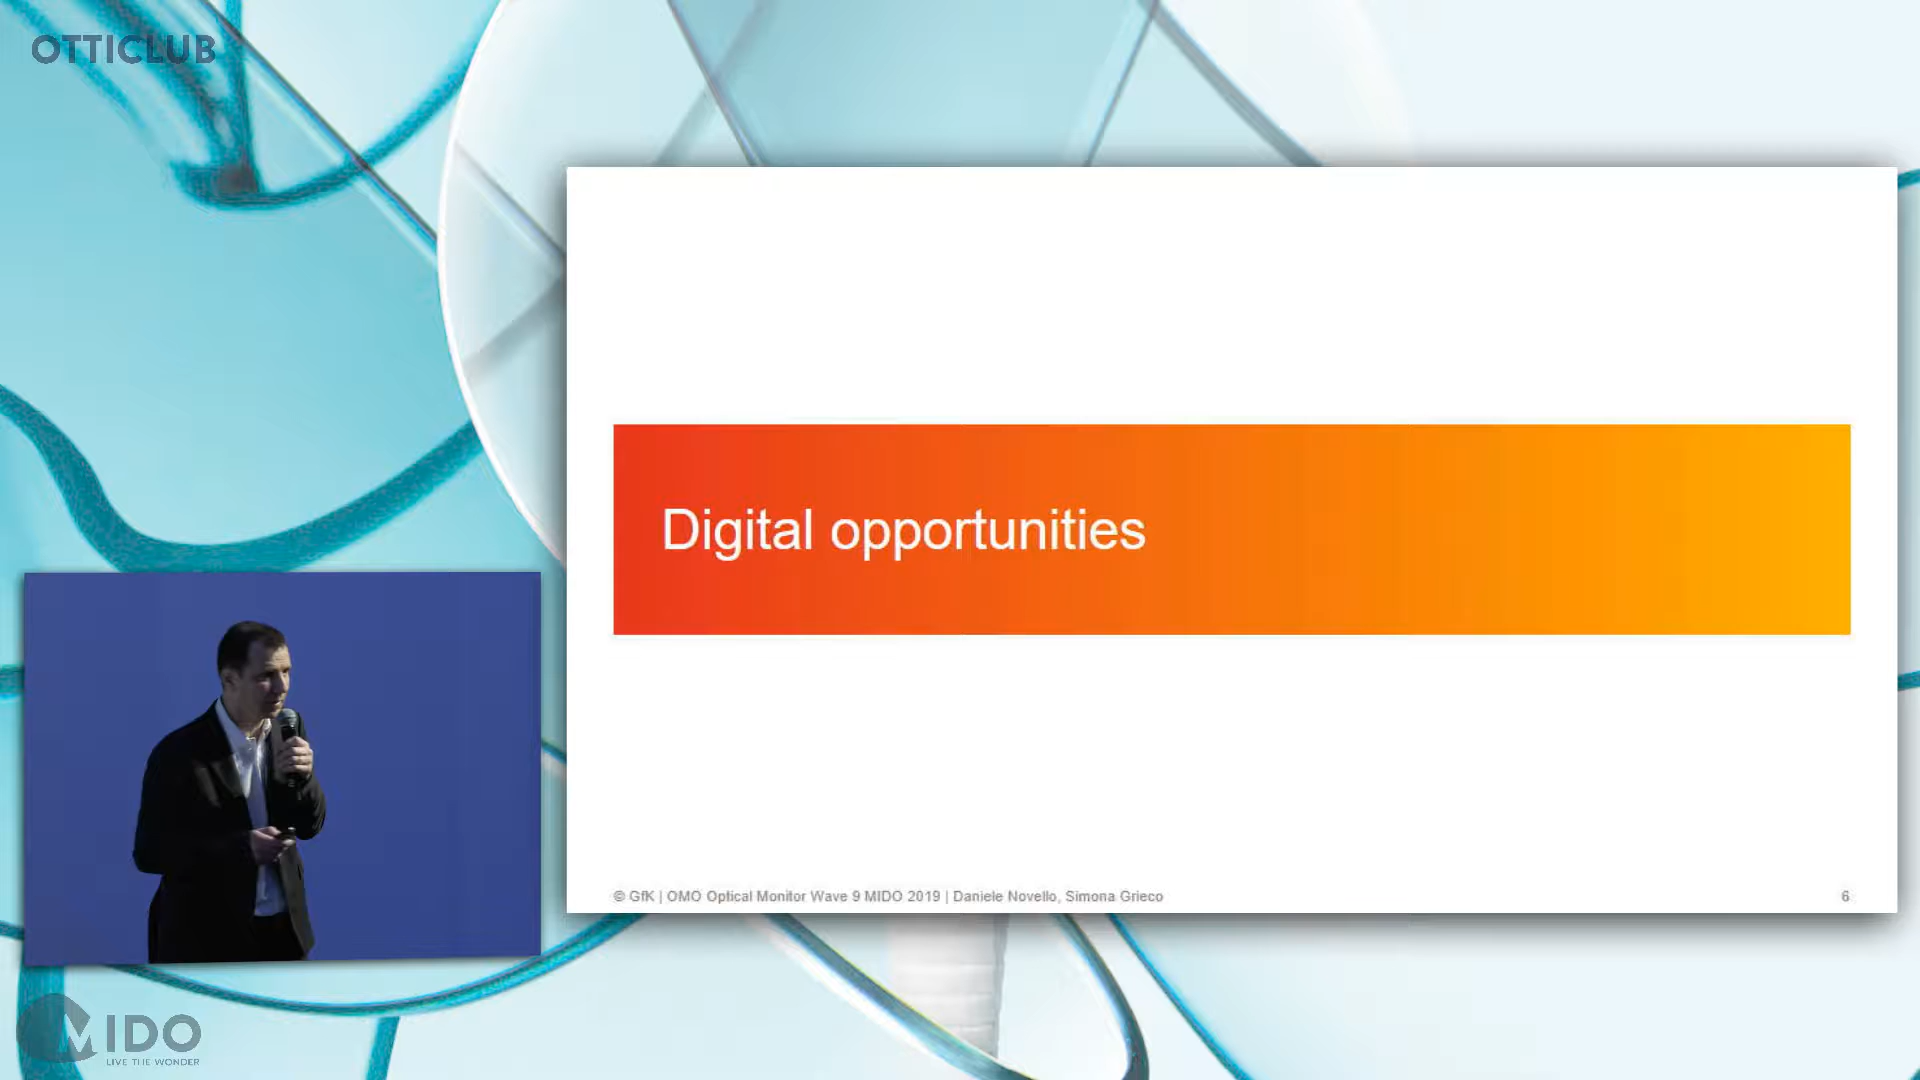 OTTICLUB
Digital opportunities
© GfK | OMO Optical Monitor Wave 9 MIDO 2019 | Daniele Novello, Simona Grieco
6
MIDO
LIVE THE WONDER